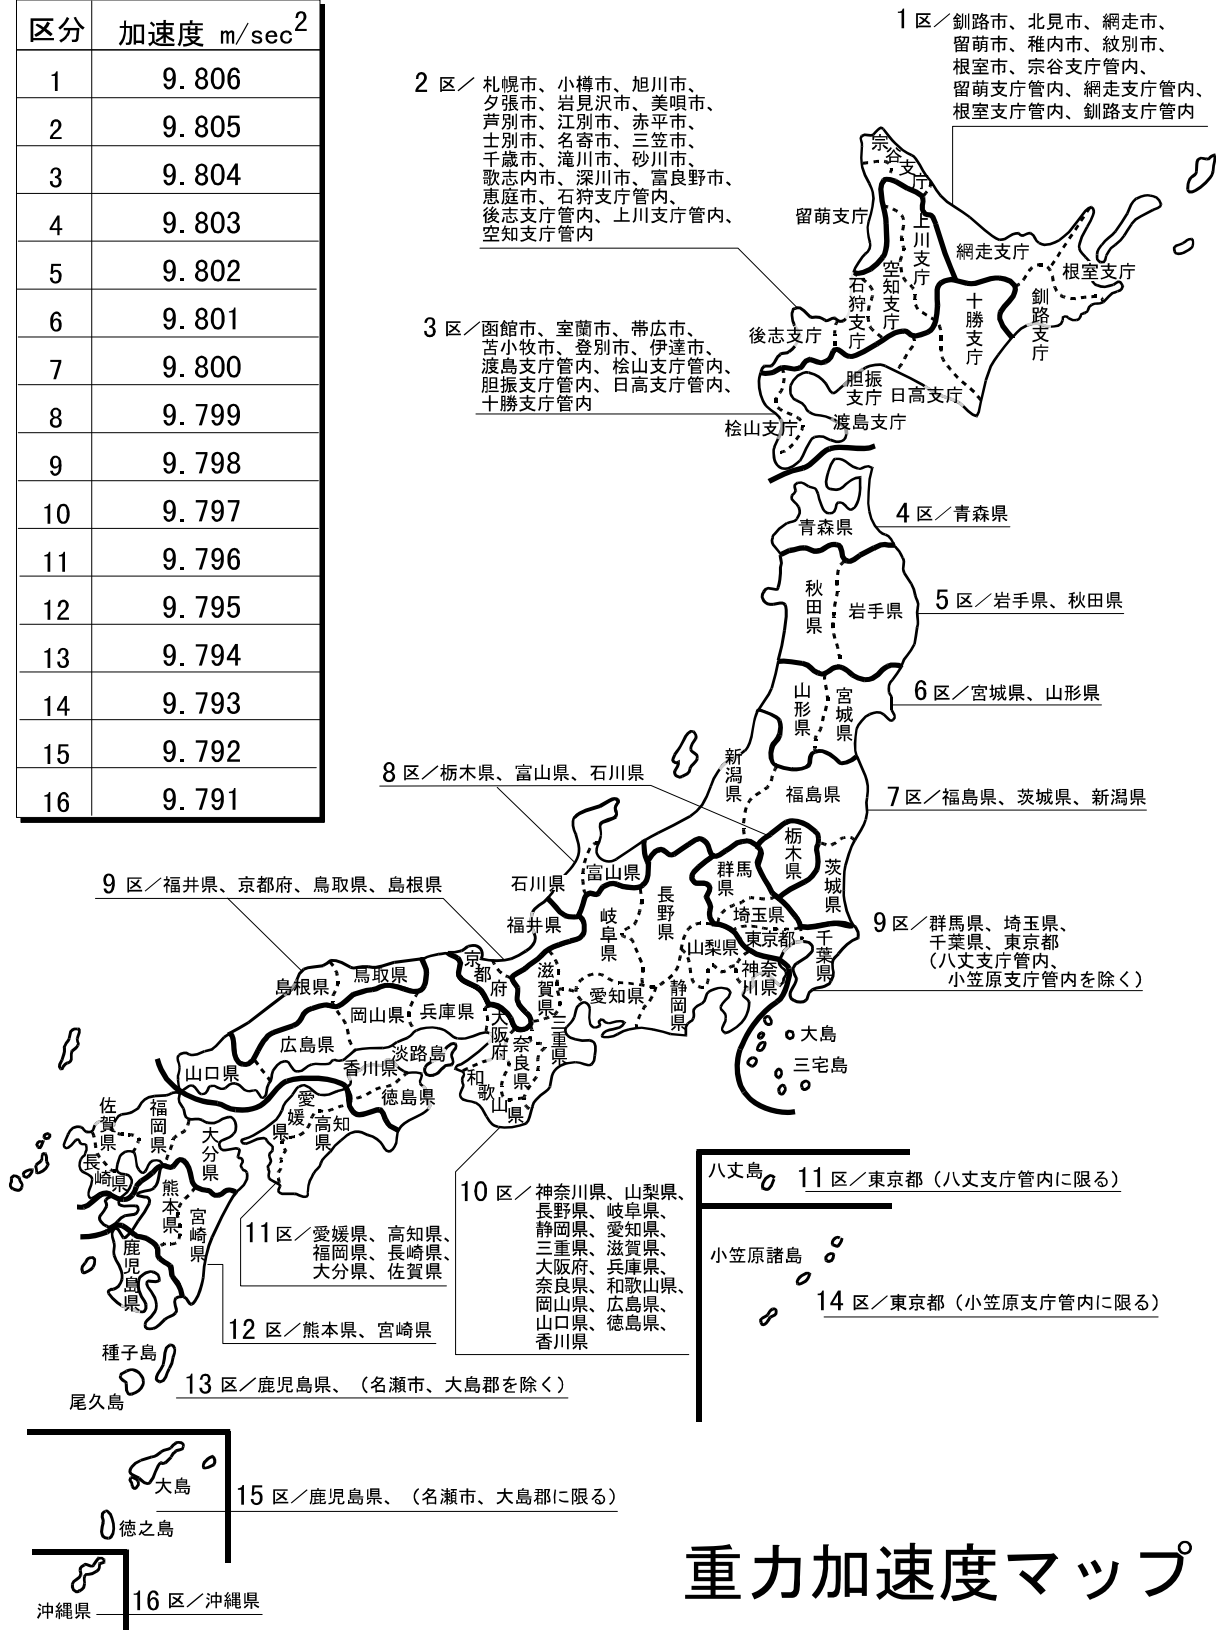 区分 加速度 m/sec2
1 9.806
2 9.805
3 9.804
4 9.803
5 9.802
6 9.801
7 9.800
8 9.799
9 9.798
10 9.797
11 9.796
12 9.795
13 9.794
14 9.793
15 9.792
16 9.791
1区/釧路市、北見市、網走市、
留萌市、稚内市、紋別市、
根室市、宗谷支庁管内、
留萌支庁管内、網走支庁管内、
根室支庁管内、釧路支庁管内
2区/札幌市、小樽市、旭川市、
夕張市、岩見沢市、美唄市、
芦別市、江別市、赤平市、
士別市、名寄市、三笠市、
千歳市、滝川市、砂川市、
歌志内市、深川市、富良野市、
恵庭市、石狩支庁管内、
後志支庁管内、上川支庁管内、
空知支庁管内
3区/函館市、室蘭市、帯広市、
苫小牧市、登別市、伊達市、
渡島支庁管内、桧山支庁管内、
胆振支庁管内、日高支庁管内、
十勝支庁管内
宗谷支庁
留萌支庁
上川支庁
網走支庁
根室支庁
空知支庁
石狩支庁
十勝支庁
釧路支庁
後志支庁
胆振
支庁
日高支庁
桧山支庁
渡島支庁
4区/青森県
青森県
5区/岩手県、秋田県
秋田県
岩手県
6区/宮城県、山形県
山形県
宮城県
新潟県
福島県
7区/福島県、茨城県、新潟県
8区/栃木県、富山県、石川県
栃木県
茨城県
群馬
県
富山県
石川県
長野県
埼玉県
東京都
千葉県
9区/福井県、京都府、鳥取県、島根県
9区/群馬県、埼玉県、
千葉県、東京都
(八丈支庁管内、
小笠原支庁管内を除く)
福井県
岐阜県
山梨県
神奈
川県
京都府
滋賀県
愛知県
静岡県
鳥取県
島根県
岡山県
兵庫県
大阪府
奈良県
三重県
広島県
淡路島
山口県
香川県
和歌山県
徳島県
愛媛県
高知
県
大島
三宅島
佐賀県
福岡県
大分県
長崎県
熊本県
宮崎県
鹿児島県
10区/神奈川県、山梨県、
長野県、岐阜県、
静岡県、愛知県、
三重県、滋賀県、
大阪府、兵庫県、
奈良県、和歌山県、
岡山県、広島県、
山口県、徳島県、
香川県
11区/愛媛県、高知県、
福岡県、長崎県、
大分県、佐賀県
八丈島
11区/東京都(八丈支庁管内に限る)
小笠原諸島
14区/東京都(小笠原支庁管内に限る)
12区/熊本県、宮崎県
種子島
尾久島
13区/鹿児島県、(名瀬市、大島郡を除く)
大島
徳之島
15区/鹿児島県、(名瀬市、大島郡に限る)
沖縄県
16区/沖縄県
重力加速度マップ